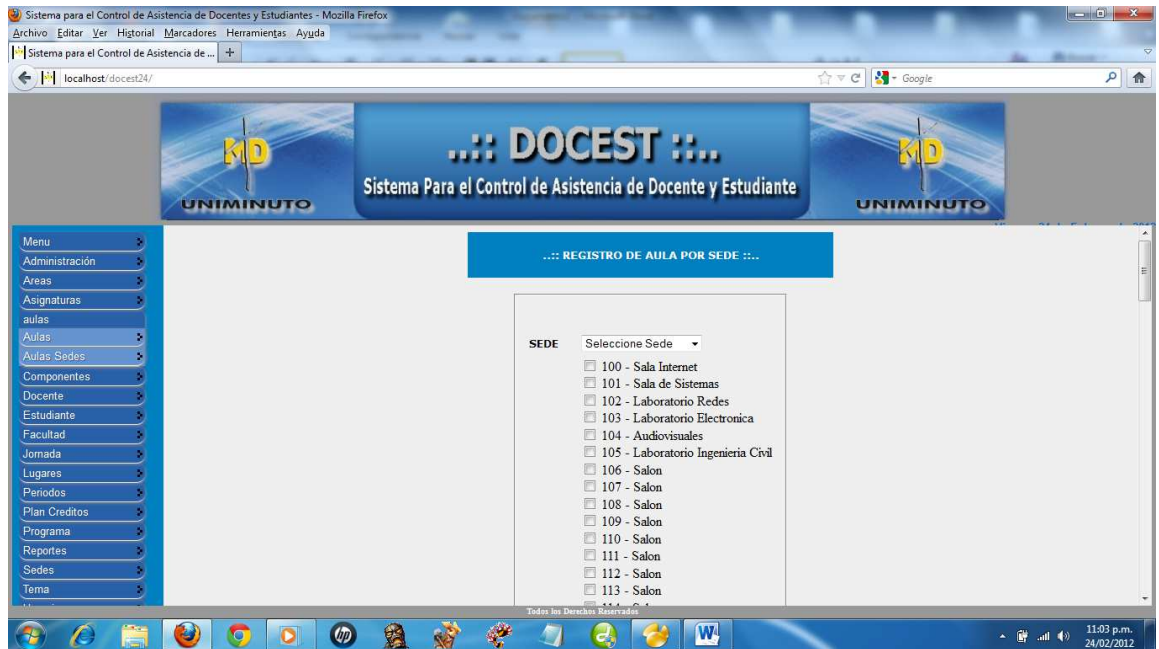 Sistema para el Control de Asistencia de Docentes y Estudiantes - Mozilla Firefox
Archivo Editar Ver Historial Marcadores Herramientas Ayuda
Sistema para el Control de Asistencia de ... +
localhost/docest24/
Google
MD
UNIMINUTO
..:: DOCEST ::..
Sistema Para el Control de Asistencia de Docente y Estudiante
MD
UNIMINUTO
Menu
Administración
Areas
Asignaturas
aulas
Aulas
Aulas Sedes
Componentes
Docente
Estudiante
Facultad
Jornada
Lugares
Periodos
Plan Creditos
Programa
Reportes
Sedes
Tema
..:: REGISTRO DE AULA POR SEDE ::..
SEDE Seleccione Sede
100 - Sala Internet
101 - Sala de Sistemas
102 - Laboratorio Redes
103 - Laboratorio Electronica
104 - Audiovisuales
105 - Laboratorio Ingenieria Civil
106 - Salon
107 - Salon
108 - Salon
109 - Salon
110 - Salon
111 - Salon
112 - Salon
113 - Salon
Todos los Derechos Reservados
hp
W
11:03 p.m.
24/02/2012